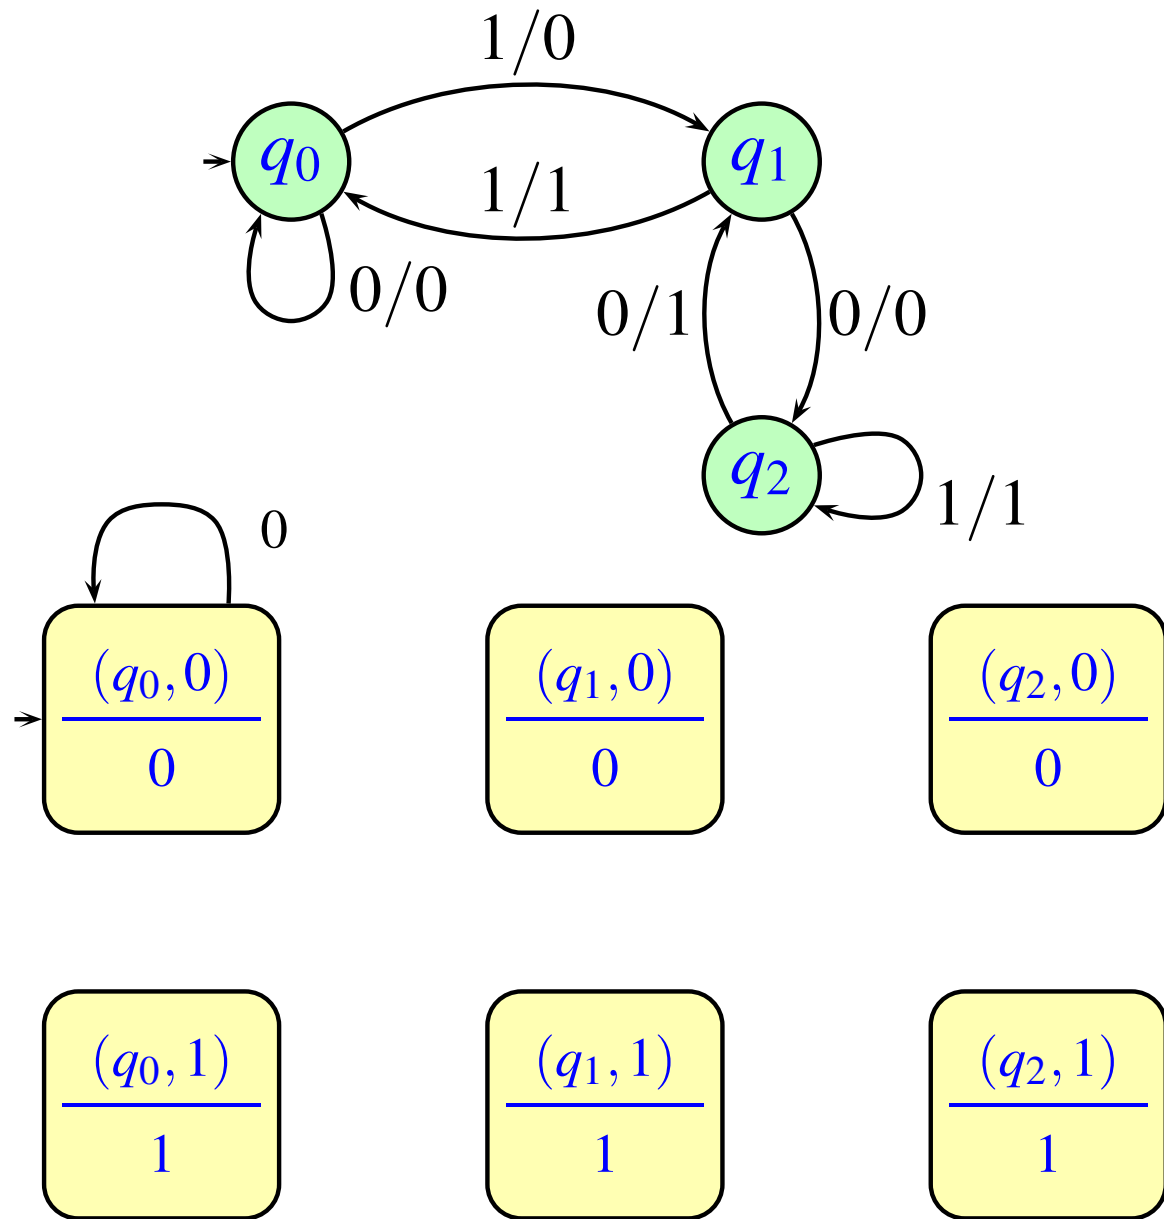 1/0
q0 q1
1/1
0/0 0/1 0/0
q2 1/1
0
(q0, 0) (q1, 0) (q2, 0)
0 0 0
(q0, 1) (q1, 1) (q2, 1)
1 1 1